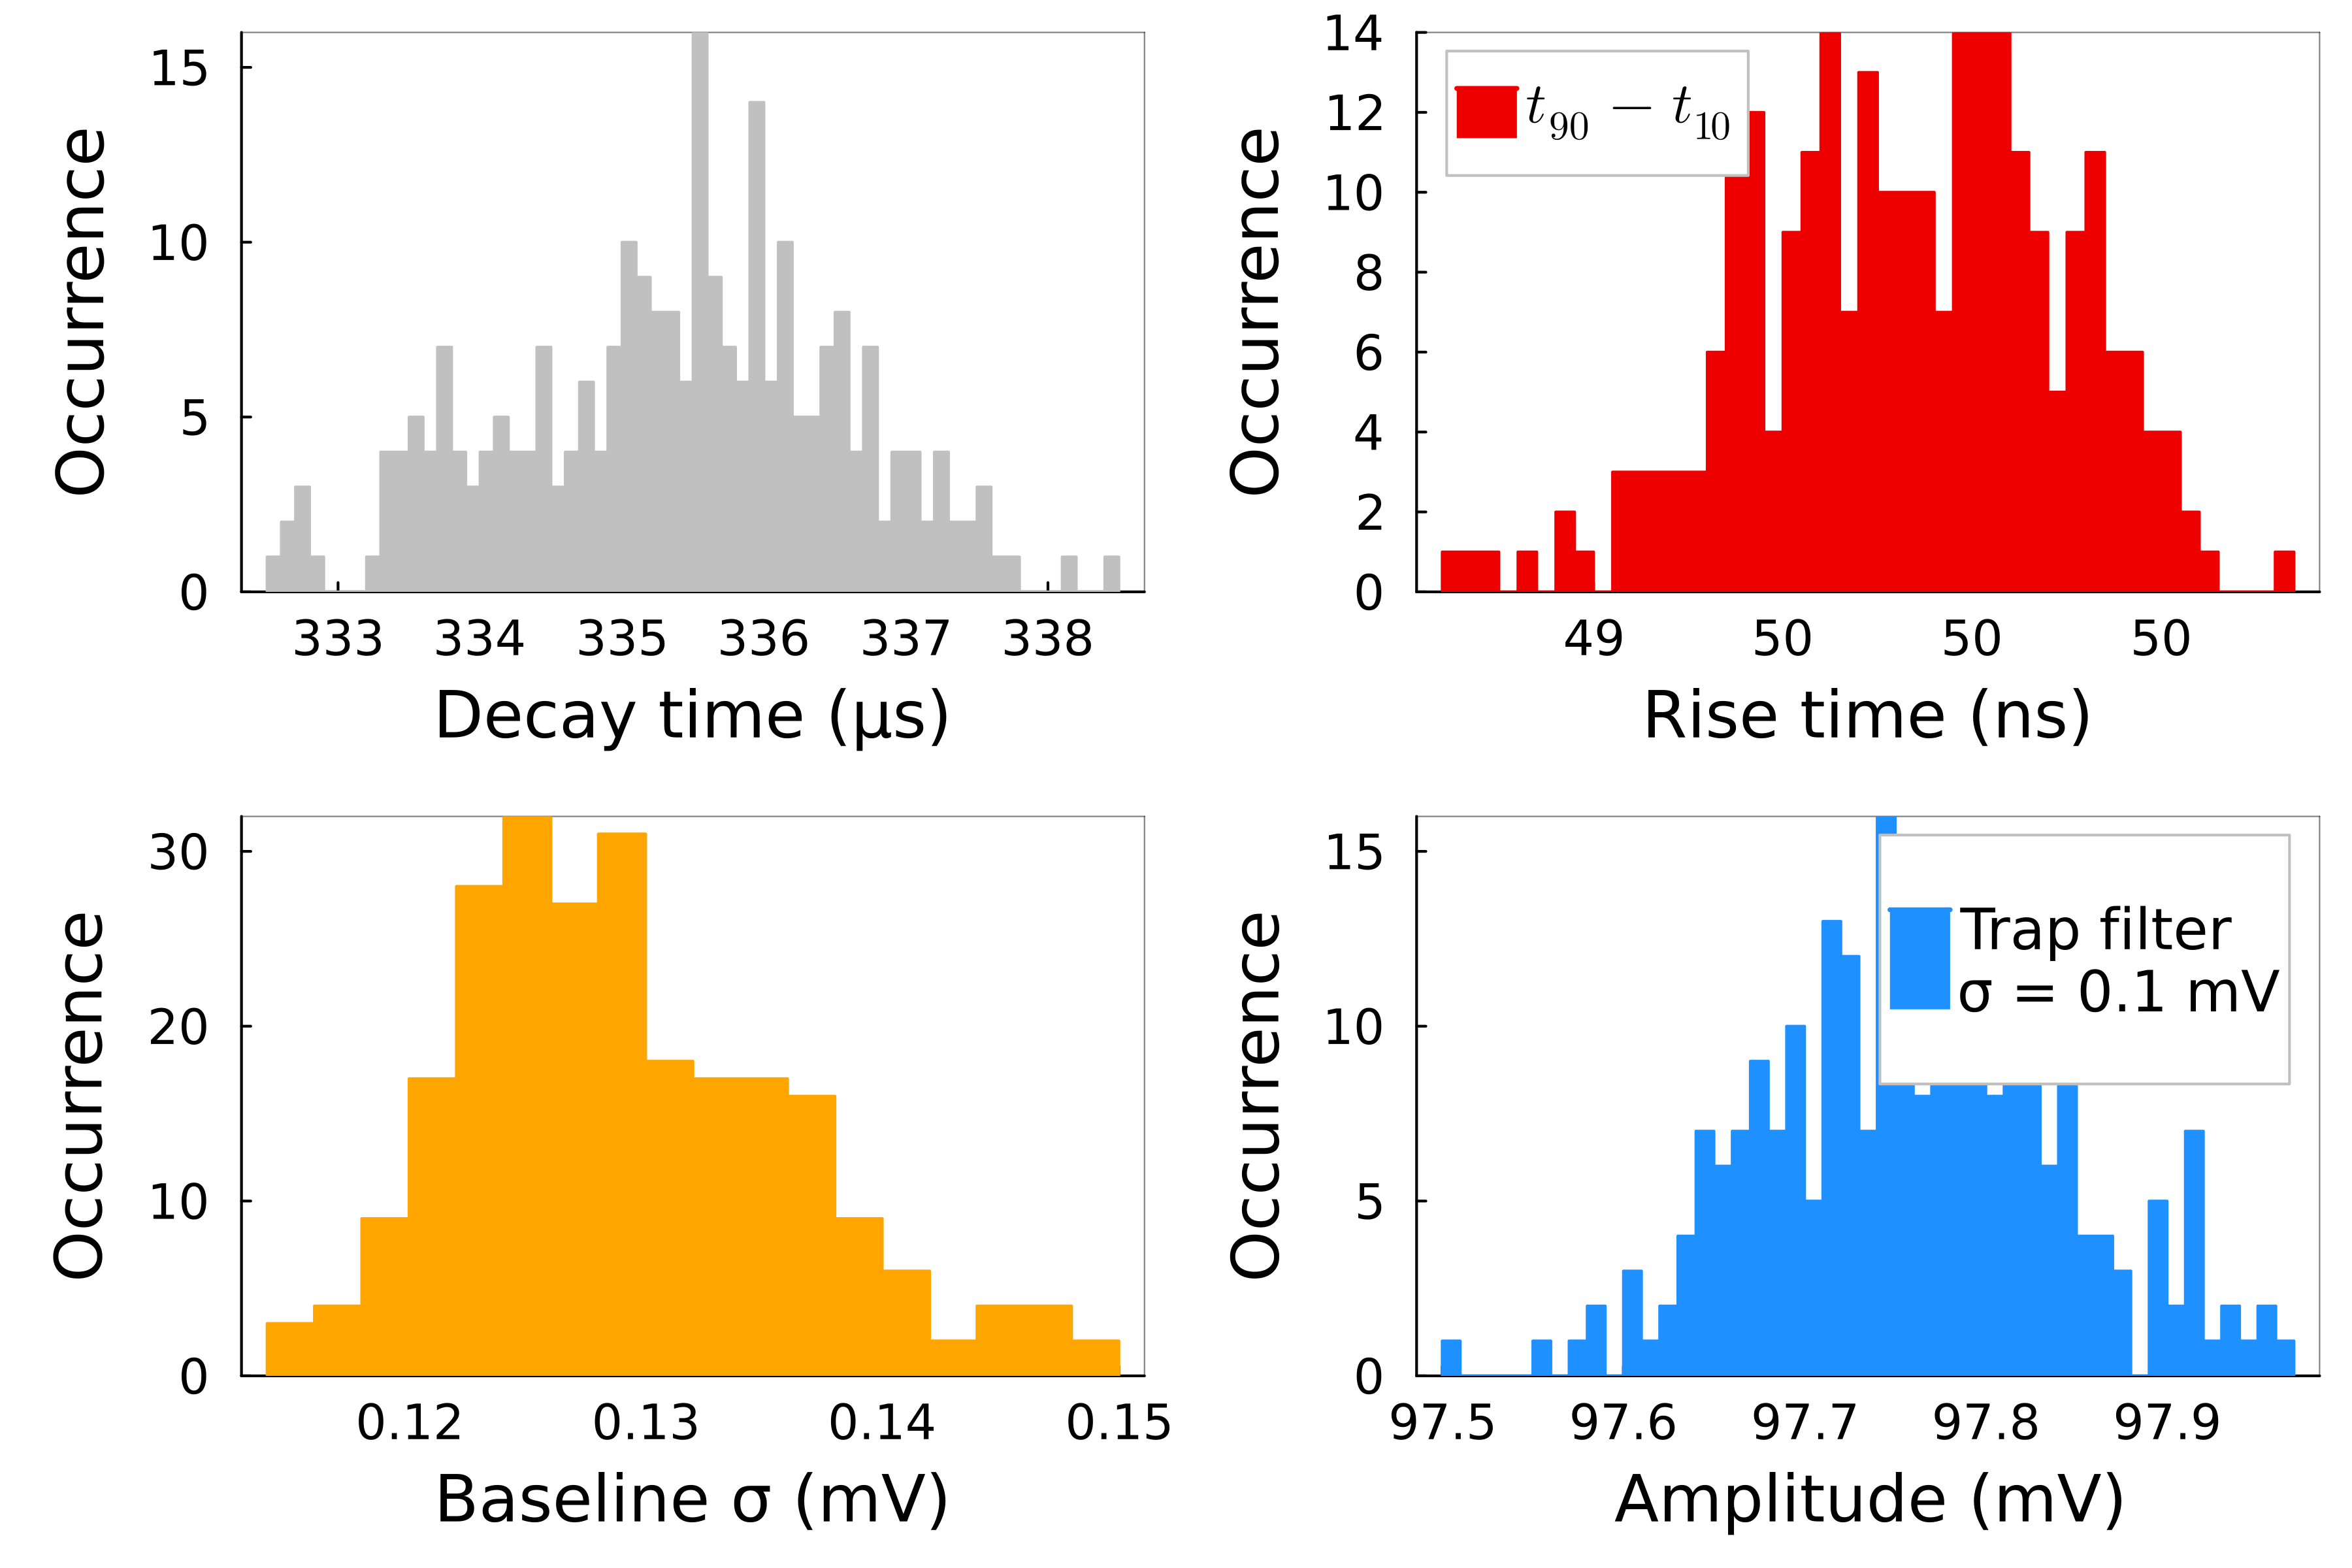 Occurrence
15
10
5
0
333 334 335 336 337 338
Decay time (µs)
Occurrence
14
12
10
8
6
4
2
0
t90 − t10
49 50 50 50
Rise time (ns)
Occurrence
30
20
10
0
0.12 0.13 0.14 0.15
Baseline σ (mV)
Occurrence
15
10
5
0
Trap filter
σ = 0.1 mV
97.5 97.6 97.7 97.8 97.9
Amplitude (mV)